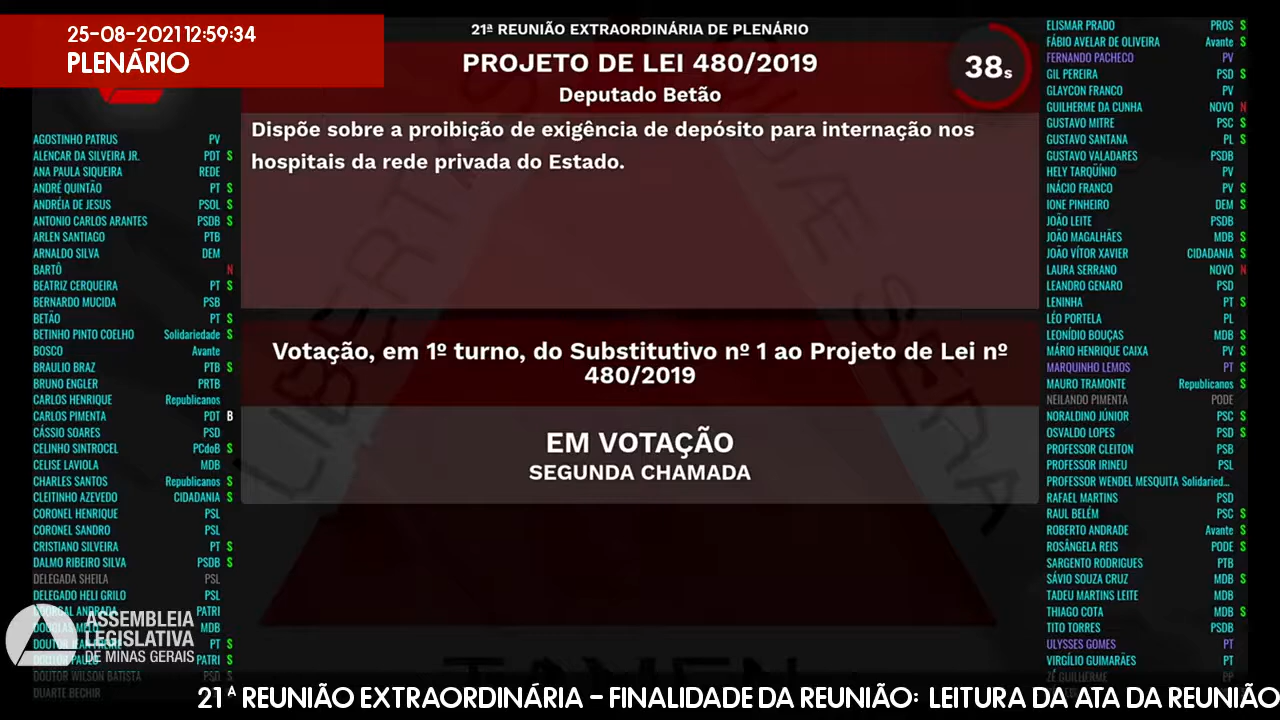 25-08-2021 12:59:34
PLENÁRIO
21ª REUNIÃO EXTRAORDINÁRIA DE PLENÁRIO
PROJETO DE LEI 480/2019
Deputado Betão
38s
Dispõe sobre a proibição de exigência de depósito para internação nos
hospitais da rede privada do Estado.
Votação, em 1º turno, do Substitutivo nº 1 ao Projeto de Lei nº
480/2019
EM VOTAÇÃO
SEGUNDA CHAMADA
AGOSTINHO PATRUS PV
ALENCAR DA SILVEIRA JR. PDT S
ANA PAULA SIQUEIRA REDE
ANDRÉ QUINTÃO PT S
ANDRÉIA DE JESUS PSOL S
ANTONIO CARLOS ARANTES PSDB S
ARLEN SANTIAGO PTB
ARNALDO SILVA DEM
BARTÔ N
BEATRIZ CERQUEIRA PT S
BERNARDO MUCIDA PSB
BETÃO PT S
BETINHO PINTO COELHO Solidariedade S
BOSCO Avante
BRAULIO BRAZ PTB S
BRUNO ENGLER PRTB
CARLOS HENRIQUE Republicanos
CARLOS PIMENTA PDT B
CÁSSIO SOARES PSD
CELINHO SINTROCEL PCdoB S
CELISE LAVIOLA MDB
CHARLES SANTOS Republicanos S
CLEITINHO AZEVEDO CIDADANIA S
CORONEL HENRIQUE PSL
CORONEL SANDRO PSL
CRISTIANO SILVEIRA PT S
DALMO RIBEIRO SILVA PSDB S
DELEGADA SHEILA PSL
DELEGADO HELI GRILO PSL
ANDRADA PATRI
MDB
PT S
DOUTOR PAULO PATRI S
DOUTOR WILSON BATISTA PSD S
DUARTE BECHIR
ELISMAR PRADO PROS S
FÁBIO AVELAR DE OLIVEIRA Avante S
FERNANDO PACHECO PV
GIL PEREIRA PSD S
GLAYCON FRANCO PV
GUILHERME DA CUNHA NOVO N
GUSTAVO MITRE PSC S
GUSTAVO SANTANA PL S
GUSTAVO VALADARES PSDB
HELY TARQÜÍNIO PV
INÁCIO FRANCO PV S
IONE PINHEIRO DEM S
JOÃO LEITE PSDB
JOÃO MAGALHÃES MDB S
JOÃO VÍTOR XAVIER CIDADANIA S
LAURA SERRANO NOVO N
LEANDRO GENARO PSD
LENINHA PT S
LÉO PORTELA PL
LEONÍDIO BOUÇAS MDB S
MÁRIO HENRIQUE CAIXA PV S
MARQUINHO LEMOS PT S
MAURO TRAMONTE Republicanos S
NEILANDO PIMENTA PODE
NORALDINO JÚNIOR PSC S
OSVALDO LOPES PSD S
PROFESSOR CLEITON PSB
PROFESSOR IRINEU PSL
PROFESSOR WENDEL MESQUITA Solidaried...
RAFAEL MARTINS PSD
RAUL BELÉM PSC S
ROBERTO ANDRADE Avante S
ROSÂNGELA REIS PODE S
SARGENTO RODRIGUES PTB
SÁVIO SOUZA CRUZ MDB S
TADEU MARTINS LEITE MDB
THIAGO COTA MDB S
TITO TORRES PSDB
ULYSSES GOMES PT
VIRGÍLIO GUIMARÃES PT
ZÉ GUILHERME PP
ASSEMBLEIA
LEGISLATIVA
DE MINAS GERAIS
21ª REUNIÃO EXTRAORDINÁRIA - FINALIDADE DA REUNIÃO: LEITURA DA ATA DA REUNIÃO